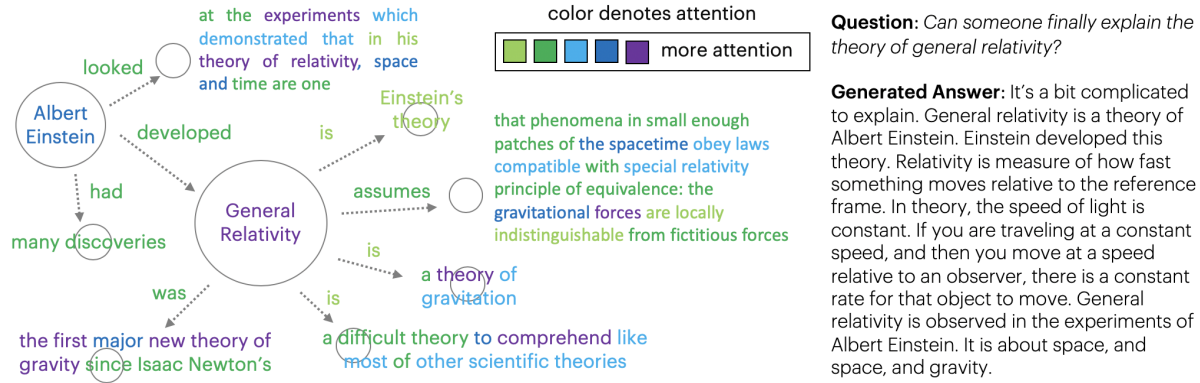 at the experiments which
demonstrated that in his
theory of relativity, space
and time are one
color denotes attention
more attention
looked
Albert
Einstein
developed
had
many discoveries
General
Relativity
is
Einstein's
theory
assumes
that phenomena in small enough
patches of the spacetime obey laws
compatible with special relativity
principle of equivalence: the
gravitational forces are locally
indistinguishable from fictitious forces
is
a theory of
gravitation
was
the first major new theory of
gravity since Isaac Newton's
is
a difficult theory to comprehend like
most of other scientific theories
Question: Can someone finally explain the
theory of general relativity?
Generated Answer: It's a bit complicated
to explain. General relativity is a theory of
Albert Einstein. Einstein developed this
theory. Relativity is measure of how fast
something moves relative to the reference
frame. In theory, the speed of light is
constant. If you are traveling at a constant
speed, and then you move at a speed
relative to an observer, there is a constant
rate for that object to move. General
relativity is observed in the experiments of
Albert Einstein. It is about space, and
space, and gravity.